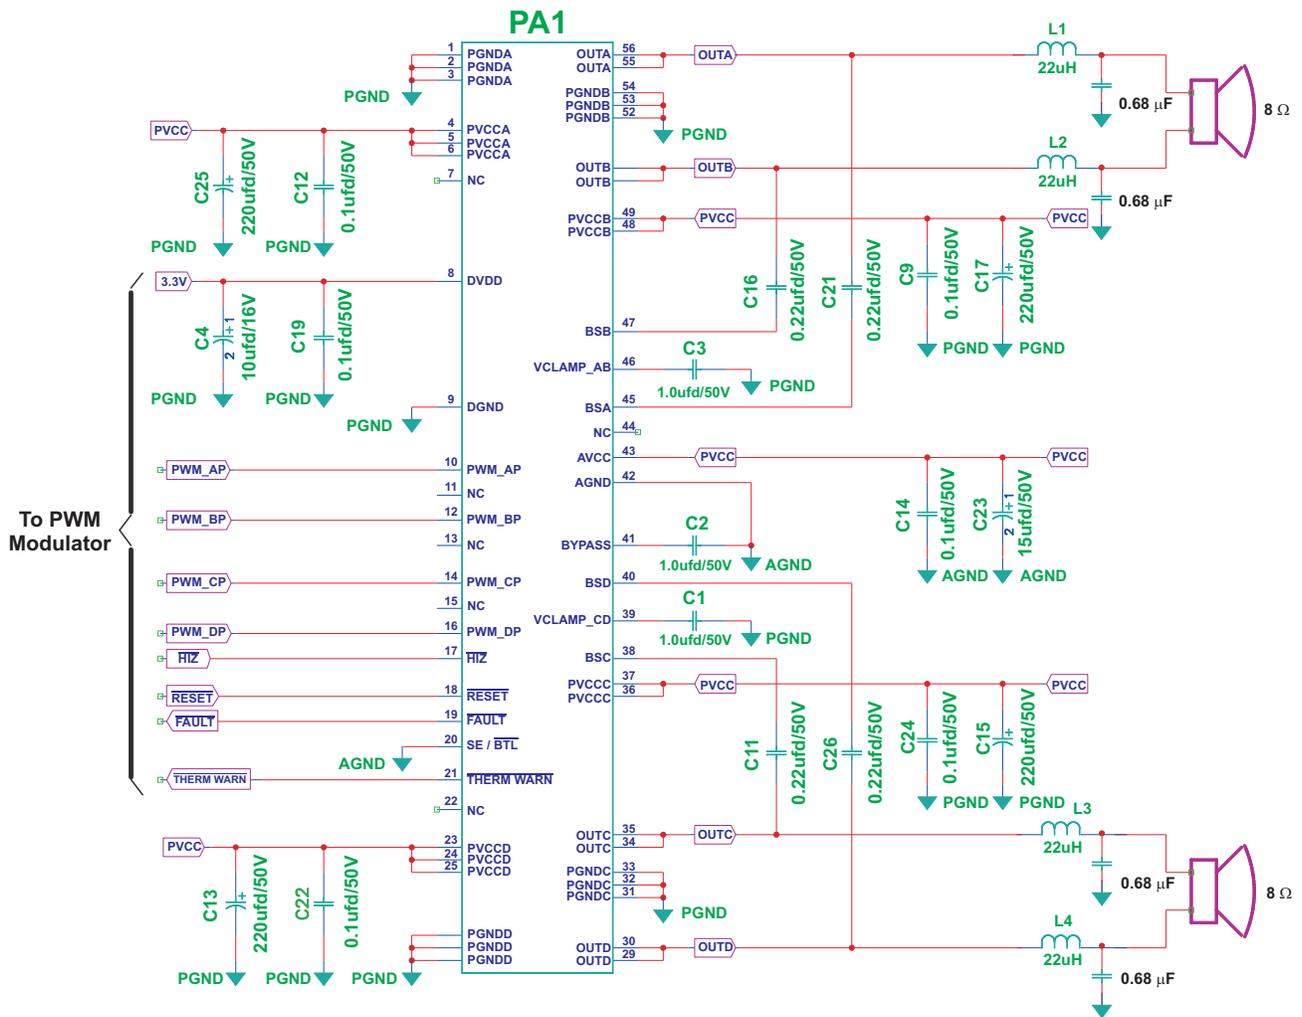 PA1
1 PGNDA
2 PGNDA
3 PGNDA
PGND
PVCC
4 PVCCA
5 PVCCA
6 PVCCA
7 NC
C25
220ufd/50V
+
C12
0.1ufd/50V
PGND
PGND
3.3V
8 DVDD
C4
10ufd/16V
+ 1
2
C19
0.1ufd/50V
PGND
PGND
9 DGND
PGND
To PWM
Modulator
PWM_AP
10 PWM_AP
11 NC
PWM_BP
12 PWM_BP
13 NC
PWM_CP
14 PWM_CP
15 NC
PWM_DP
16 PWM_DP
HIZ
17 HIZ
RESET
18 RESET
FAULT
19 FAULT
20 SE / BTL
AGND
THERM WARN
21 THERM WARN
22 NC
PVCC
23 PVCCD
24 PVCCD
25 PVCCD
C13
220ufd/50V
+
C22
0.1ufd/50V
PGNDD
PGNDD
PGNDD
PGND
PGND
PGND
OUTA 56
OUTA 55
OUTA
L1
22uH
0.68 µF
8 Ω
PGNDB 54
PGNDB 53
PGNDB 52
PGND
OUTB
OUTB
OUTB
L2
22uH
0.68 µF
PVCCB 49
PVCCB 48
PVCC
PVCC
C16
0.22ufd/50V
C21
0.22ufd/50V
C9
0.1ufd/50V
C17
220ufd/50V
+
PGND
PGND
BSB 47
VCLAMP_AB 46
C3
1.0ufd/50V
PGND
BSA 45
NC 44
AVCC 43
PVCC
PVCC
AGND 42
C14
0.1ufd/50V
C23
15ufd/50V
+ 1
2
AGND
AGND
BYPASS 41
C2
1.0ufd/50V
AGND
BSD 40
VCLAMP_CD 39
C1
1.0ufd/50V
PGND
BSC 38
PVCCC 37
PVCCC 36
PVCC
PVCC
C11
0.22ufd/50V
C26
0.22ufd/50V
C24
0.1ufd/50V
C15
220ufd/50V
+
PGND
PGND
OUTC 35
OUTC 34
OUTC
L3
22uH
0.68 µF
8 Ω
PGNDC 33
PGNDC 32
PGNDC 31
PGND
OUTD 30
OUTD 29
OUTD
L4
22uH
0.68 µF